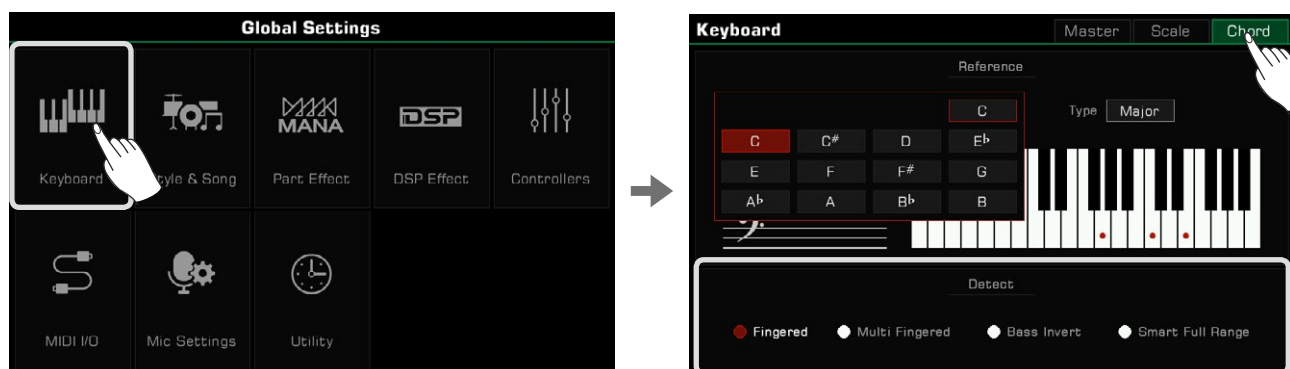 Global Settings
Keyboard
Style & Song
MANA
Part Effect
DSP
DSP Effect
Controllers
MIDI I/O
Mic Settings
Utility
Keyboard
Master Scale Chord
Reference
C
Type Major
C C# D E♭
E F F# G
A♭ A B♭ B
Detect
Fingered Multi Fingered Bass Invert Smart Full Range